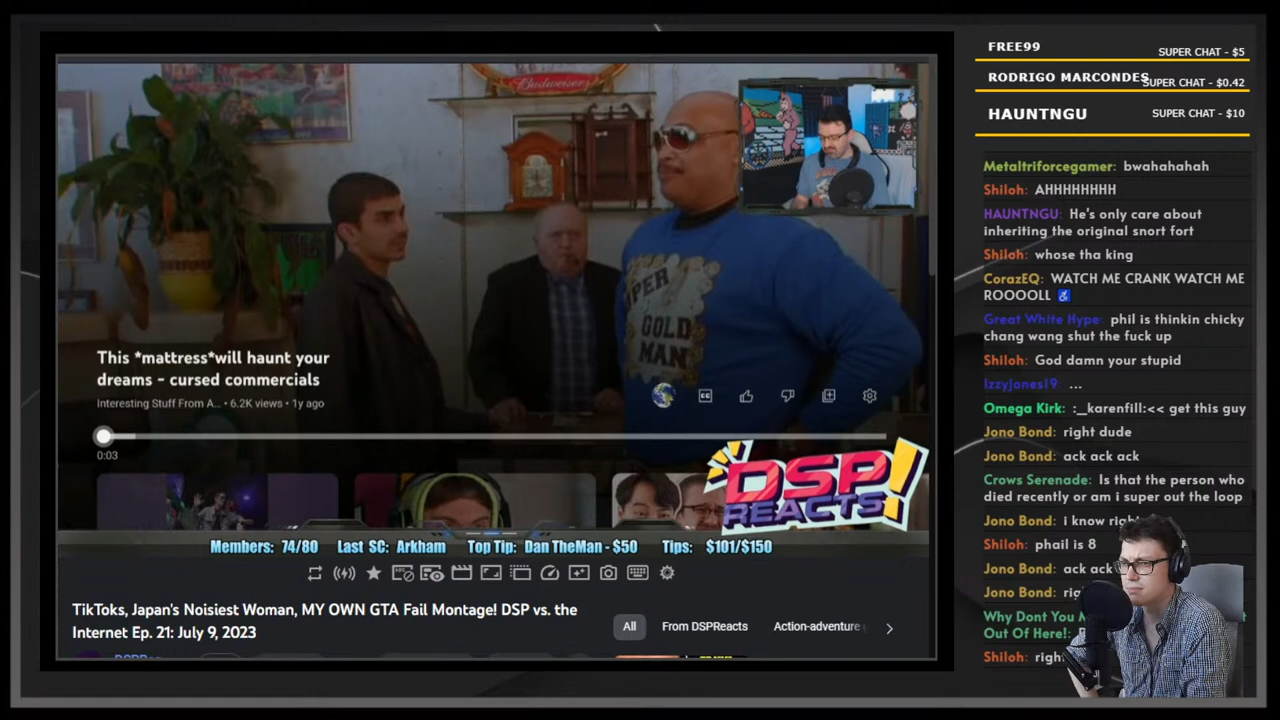 FREE99
SUPER CHAT - $5
RODRIGO MARCONDES
SUPER CHAT - $0.42
HAUNTNGU
SUPER CHAT - $10
Metaltriforcegamer: bwahahahah
Shiloh: AHHHHHHHH
HAUNTNGU: He's only care about
inheriting the original snort fort
Shiloh: whose tha king
CorazEQ: WATCH ME CRANK WATCH ME
ROOOOLL
Great White Hype: phil is thinkin chicky
chang wang shut the fuck up
Shiloh: God damn your stupid
Izzyjones19: ...
Omega Kirk: :_karenfill:<< get this guy
Jono Bond: right dude
Jono Bond: ack ack ack
Crows Serenade: Is that the person who
died recently or am i super out the loop
Jono Bond: i know
Shiloh: phail is 8
Jono Bond: ack ack
Jono Bond:
Why Dont You
Out Of Here!:
Shiloh:
Budweiser
SUPER
GOLD
MAN
This *mattress*will haunt your
dreams - cursed commercials
Interesting Stuff From A... • 6.2K views • 1y ago
CC
0:03
DSP
REACTS!
Members: 74/80 Last SC: Arkham Top Tip: Dan TheMan - $50 Tips: $101/$150
TikToks, Japan's Noisiest Woman, MY OWN GTA Fail Montage! DSP vs. the
Internet Ep. 21: July 9, 2023
All From DSPReacts Action-adventure